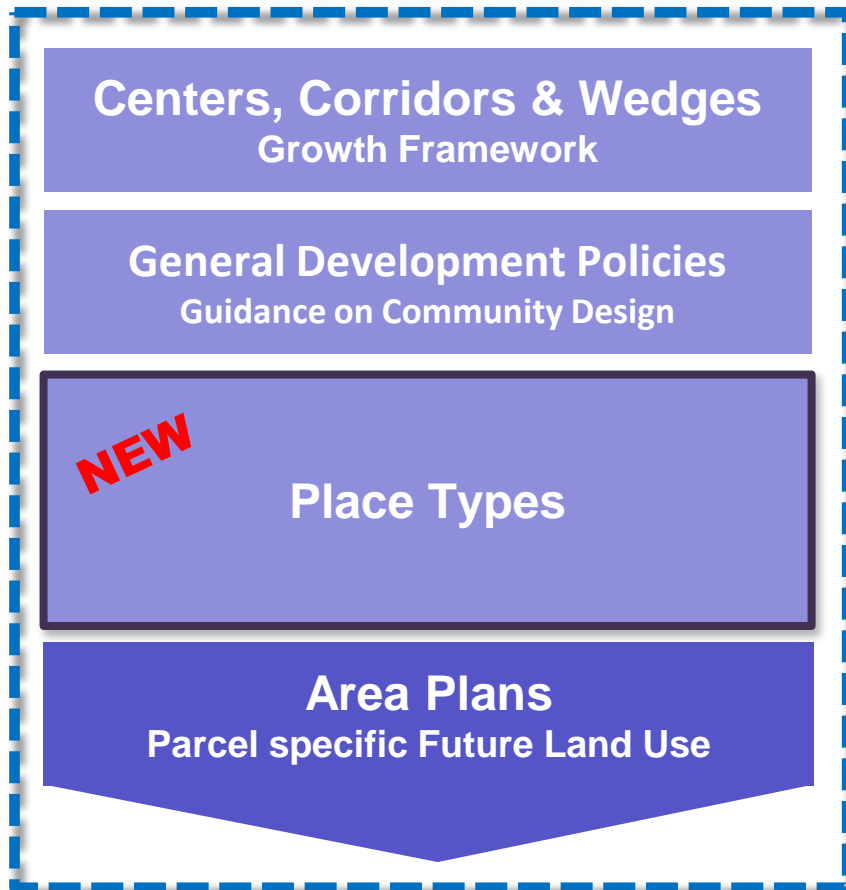 Centers, Corridors & Wedges
Growth Framework
General Development Policies
Guidance on Community Design
NEW
Place Types
Area Plans
Parcel specific Future Land Use